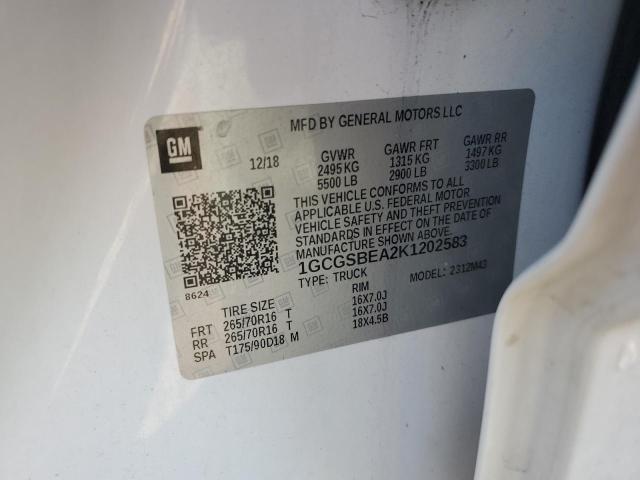 MFD BY GENERAL MOTORS LLC
GM
12/18
GVWR GAWR FRT GAWR RR
2495 KG 1315 KG 1497 KG
5500 LB 2900 LB 3300 LB
THIS VEHICLE CONFORMS TO ALL
APPLICABLE U.S. FEDERAL MOTOR
VEHICLE SAFETY AND THEFT PREVENTION
STANDARDS IN EFFECT ON THE DATE OF
MANUFACTURE SHOWN ABOVE.
1GCGSBEA2K1202583
TYPE: TRUCK MODEL: 2312M43
8624
TIRE SIZE RIM
FRT 265/70R16 T 16X7.0J
RR 265/70R16 T 16X7.0J
SPA T175/90D18 M 18X4.5B